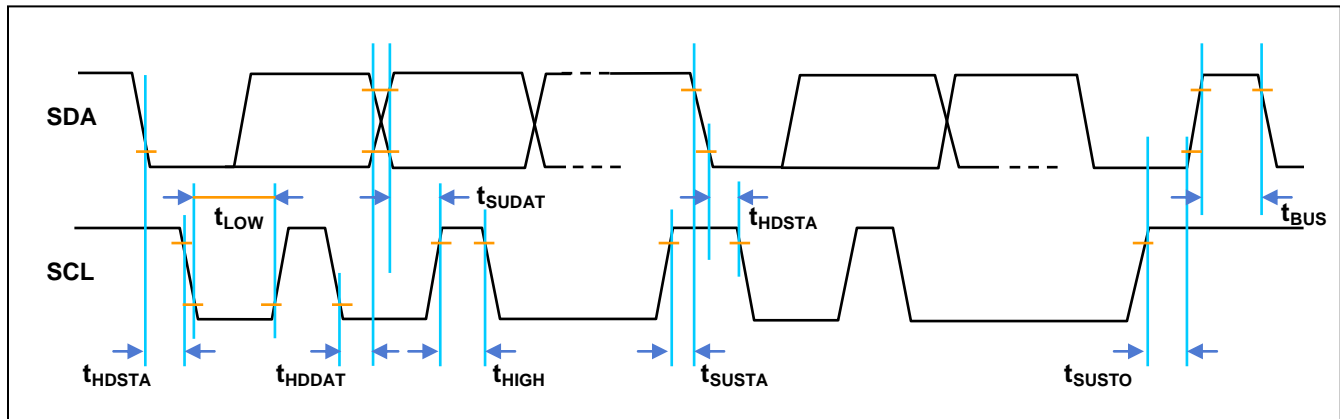 SDA
tSUDAT
tLOW
tHDSTA
tBUS
SCL
tHDSTA
tHDDAT
tHIGH
tSUSTA
tSUSTO